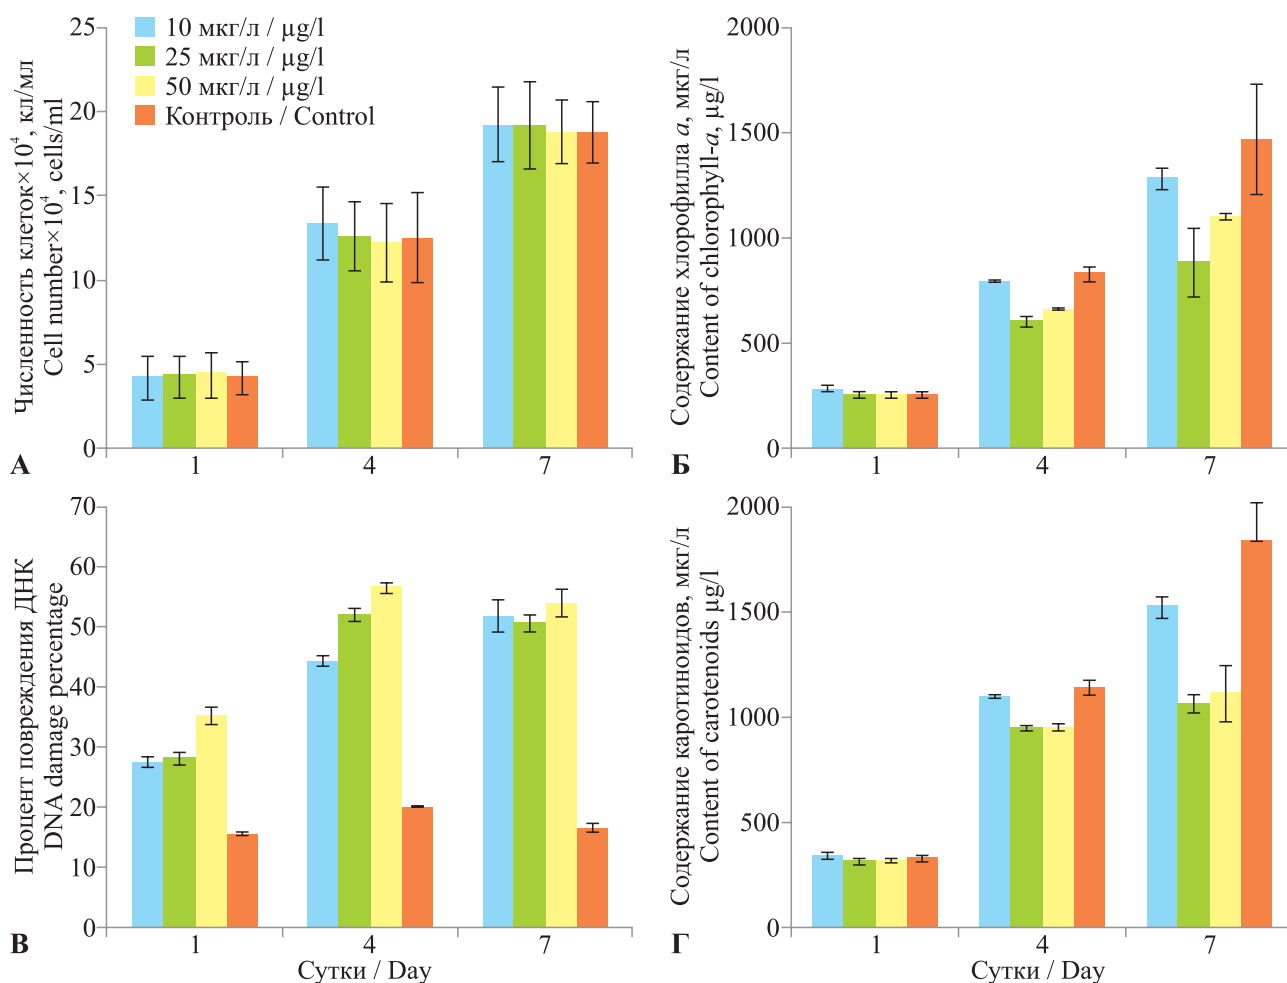 25
20
15
10
5
0
Численность клеток×10⁴, кл/мл
Cell number×10⁴, cells/ml
10 мкг/л / µg/l
25 мкг/л / µg/l
50 мкг/л / µg/l
Контроль / Control
А
1
4
7
2000
1500
1000
500
0
Содержание хлорофилла a, мкг/л
Content of chlorophyll-a, µg/l
Б
1
4
7
70
60
50
40
30
20
10
0
Процент повреждения ДНК
DNA damage percentage
В
1
4
7
Сутки / Day
2000
1500
1000
500
0
Содержание каротиноидов, мкг/л
Content of carotenoids µg/l
Г
1
4
7
Сутки / Day